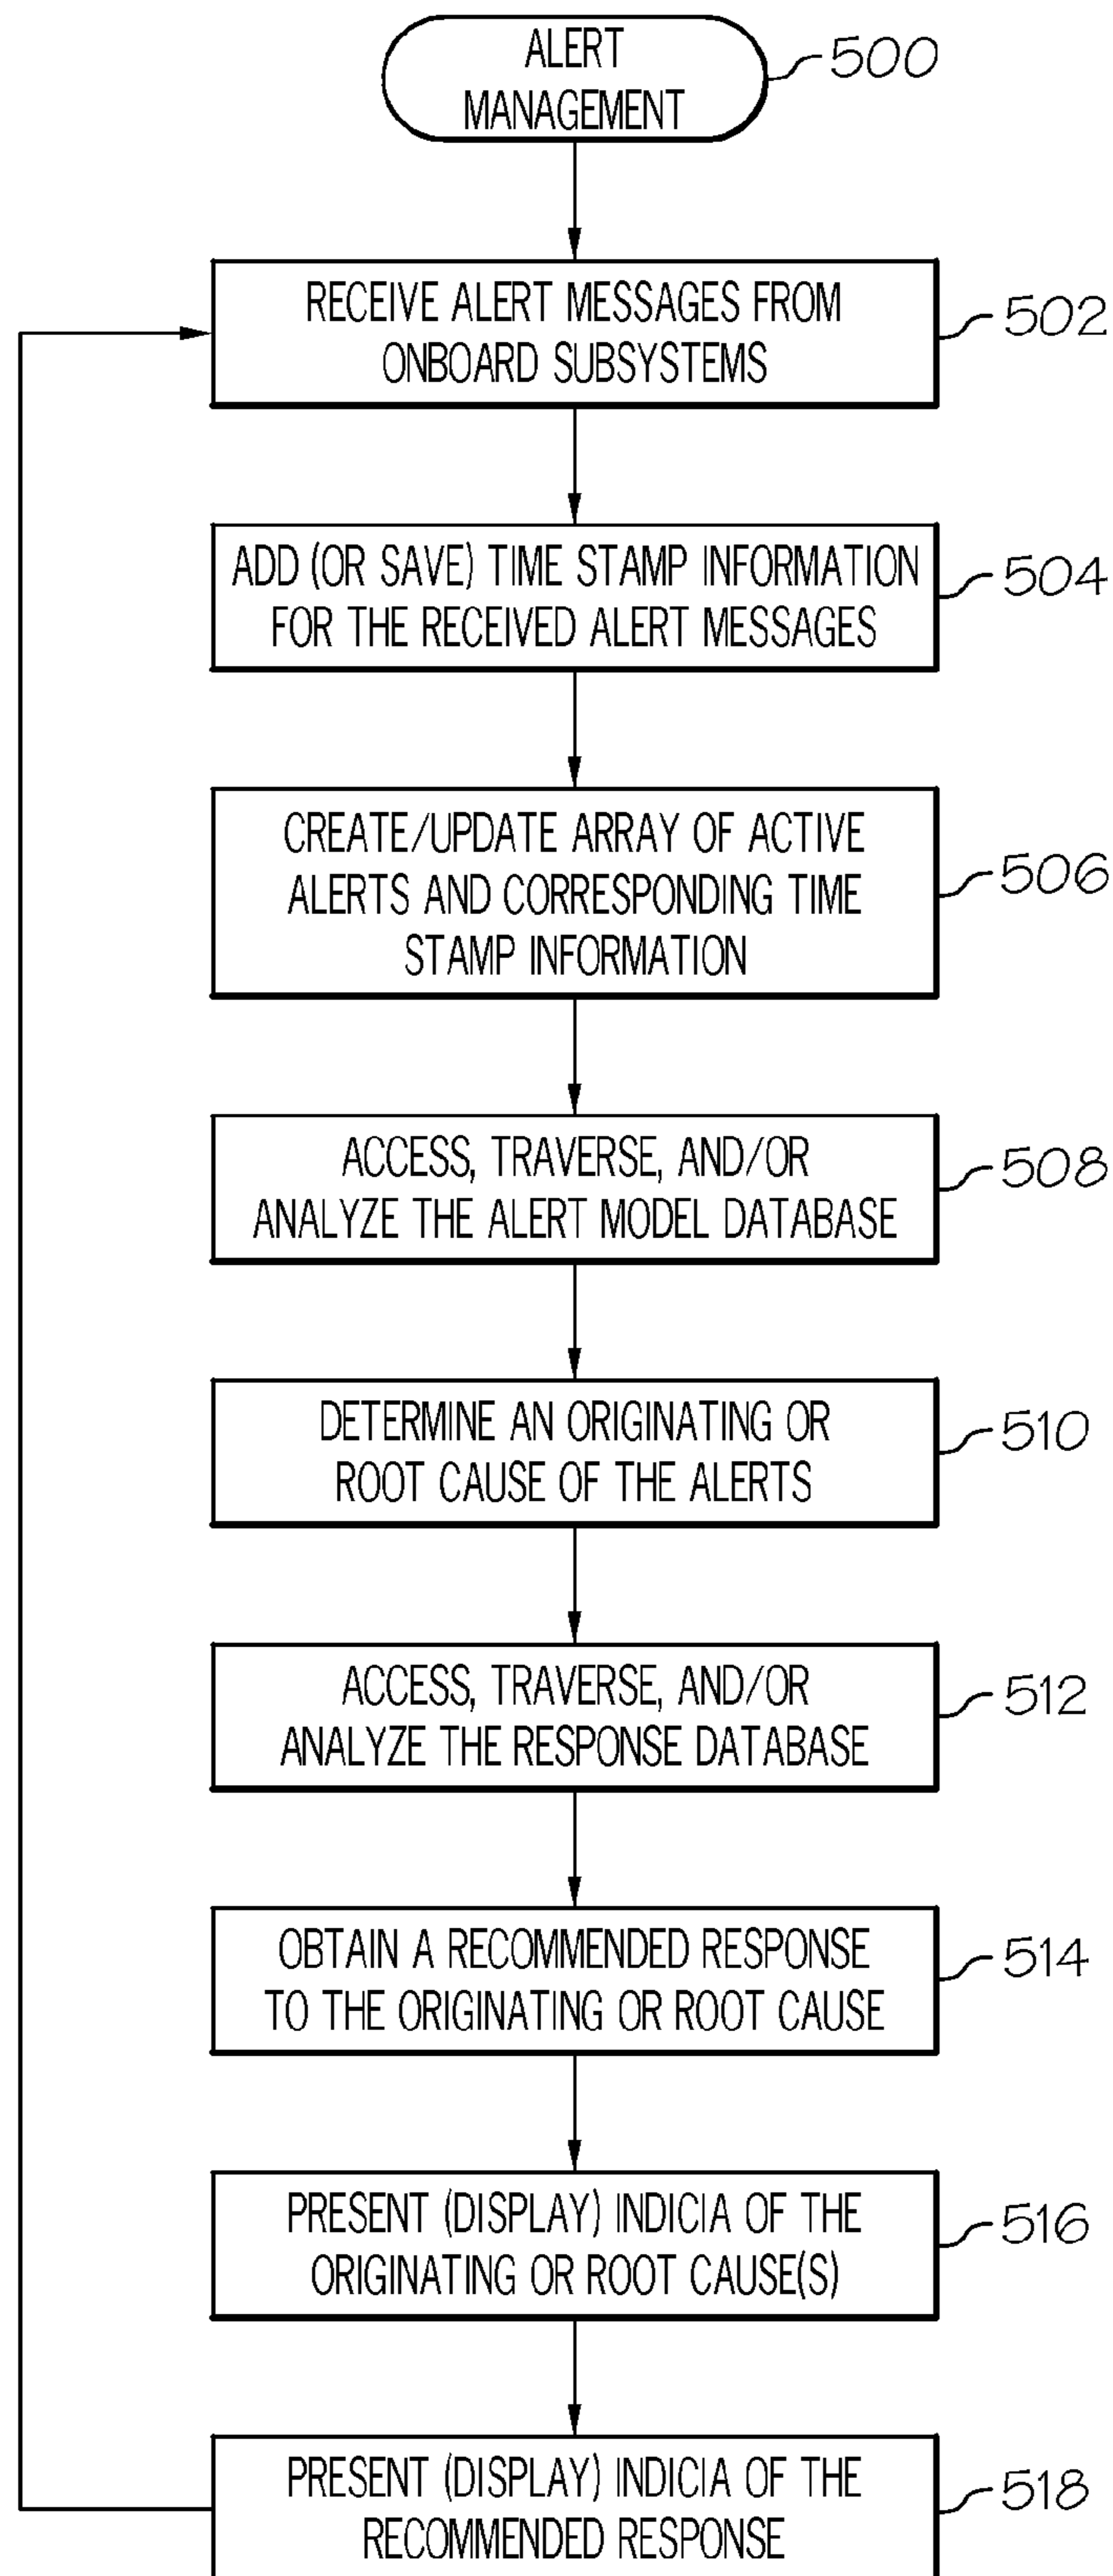 ALERT
MANAGEMENT
500
RECEIVE ALERT MESSAGES FROM
ONBOARD SUBSYSTEMS
502
ADD (OR SAVE) TIME STAMP INFORMATION
FOR THE RECEIVED ALERT MESSAGES
504
CREATE/UPDATE ARRAY OF ACTIVE
ALERTS AND CORRESPONDING TIME
STAMP INFORMATION
506
ACCESS, TRAVERSE, AND/OR
ANALYZE THE ALERT MODEL DATABASE
508
DETERMINE AN ORIGINATING OR
ROOT CAUSE OF THE ALERTS
510
ACCESS, TRAVERSE, AND/OR
ANALYZE THE RESPONSE DATABASE
512
OBTAIN A RECOMMENDED RESPONSE
TO THE ORIGINATING OR ROOT CAUSE
514
PRESENT (DISPLAY) INDICIA OF THE
ORIGINATING OR ROOT CAUSE(S)
516
PRESENT (DISPLAY) INDICIA OF THE
RECOMMENDED RESPONSE
518